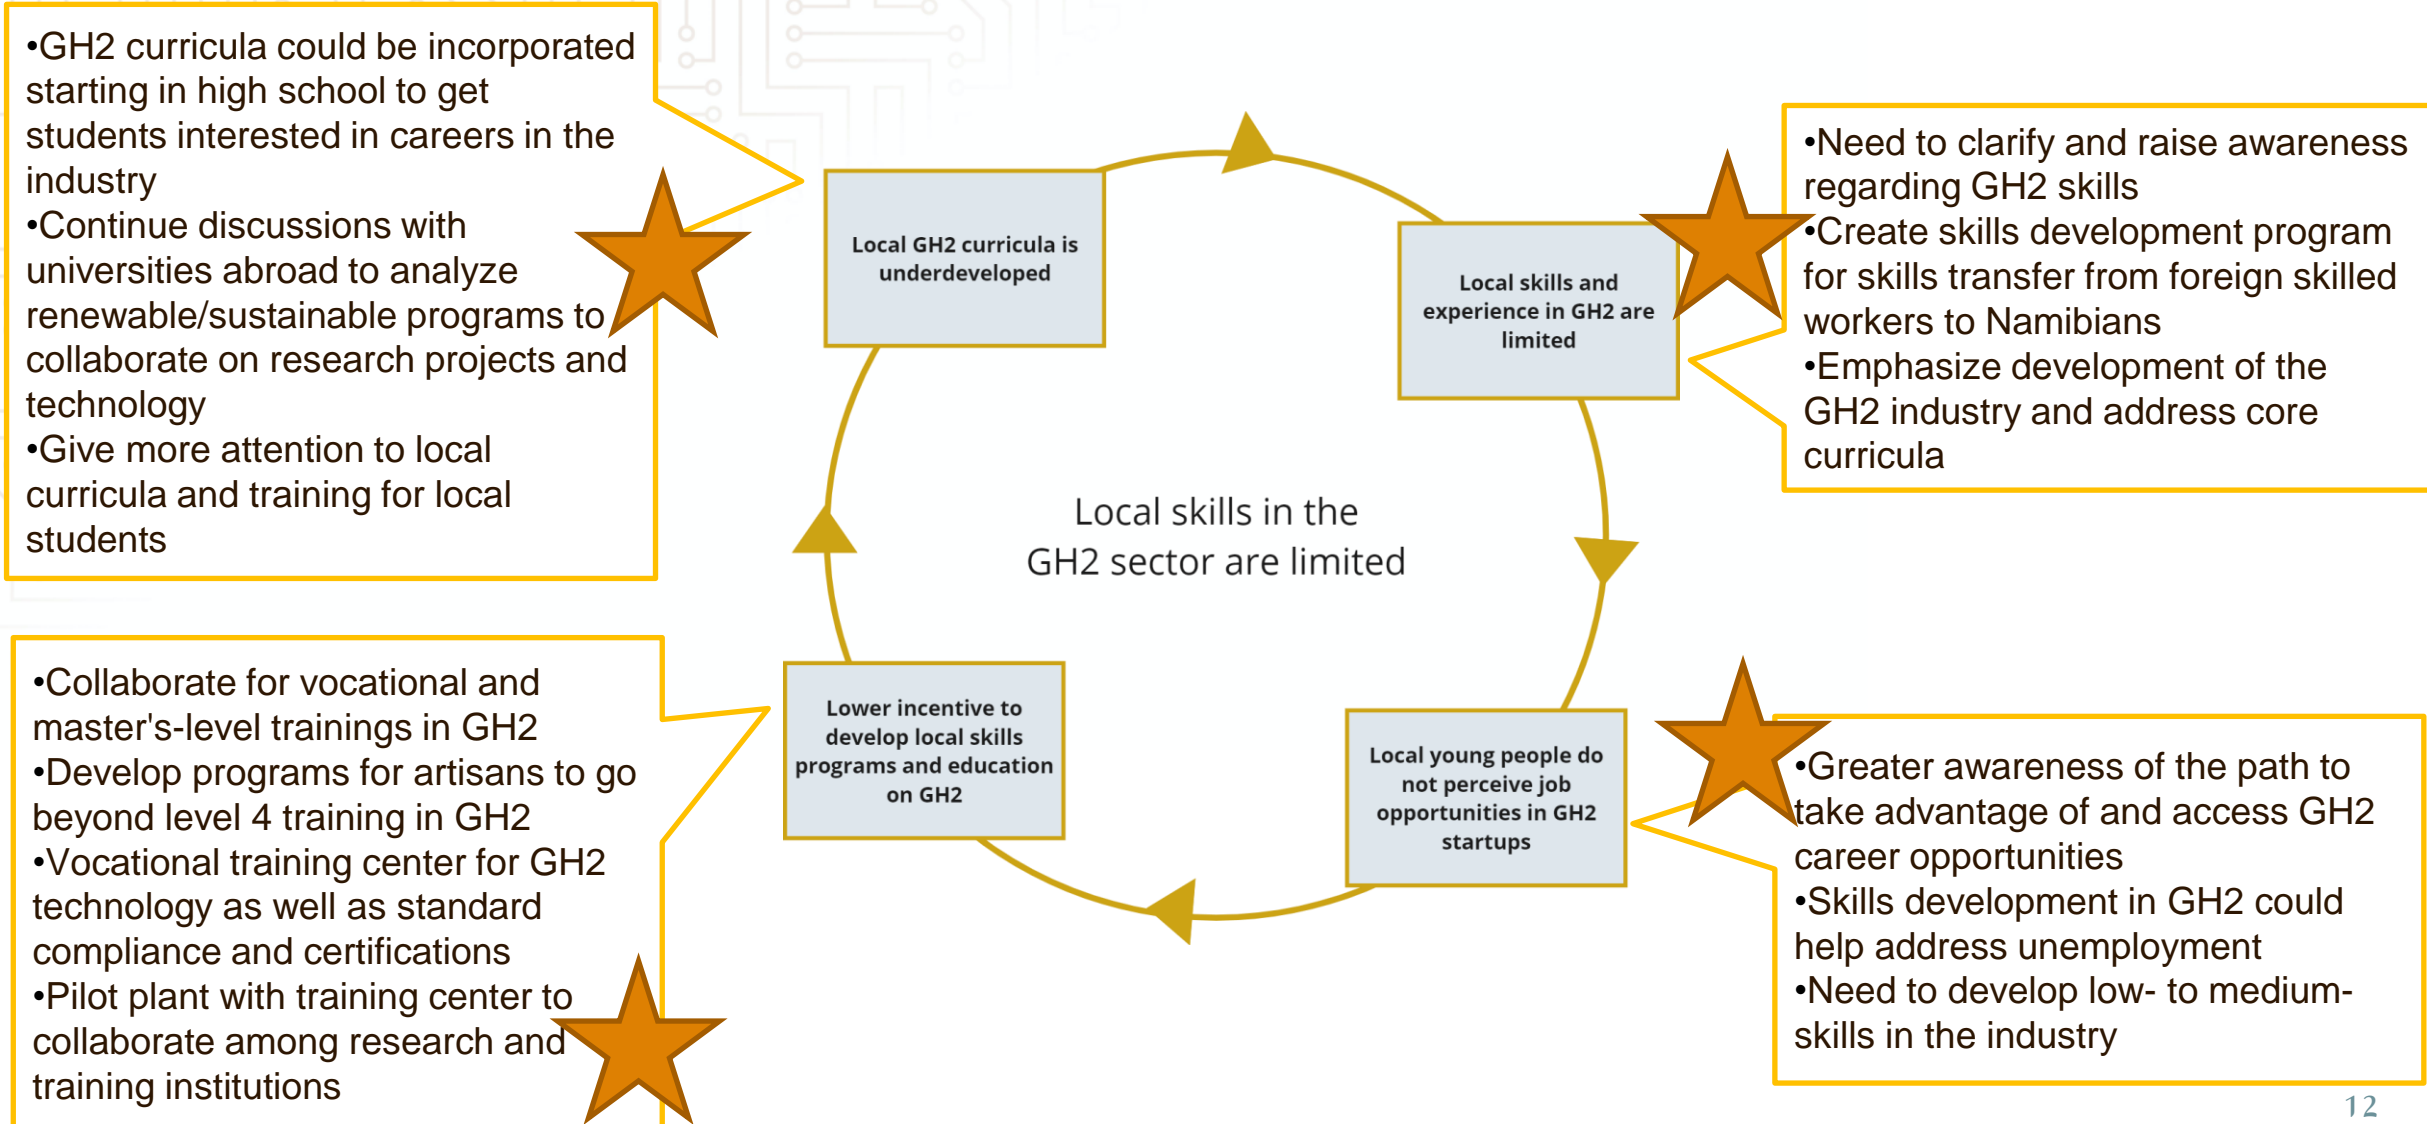 •GH2 curricula could be incorporated
starting in high school to get
students interested in careers in the
industry
•Continue discussions with
universities abroad to analyze
renewable/sustainable programs to
collaborate on research projects and
technology
•Give more attention to local
curricula and training for local
students
Local GH2 curricula is
underdeveloped
Local skills and
experience in GH2 are
limited
•Need to clarify and raise awareness
regarding GH2 skills
•Create skills development program
for skills transfer from foreign skilled
workers to Namibians
•Emphasize development of the
GH2 industry and address core
curricula
Local skills in the
GH2 sector are limited
•Collaborate for vocational and
master's-level trainings in GH2
•Develop programs for artisans to go
beyond level 4 training in GH2
•Vocational training center for GH2
technology as well as standard
compliance and certifications
•Pilot plant with training center to
collaborate among research and
training institutions
Lower incentive to
develop local skills
programs and education
on GH2
Local young people do
not perceive job
opportunities in GH2
startups
•Greater awareness of the path to
take advantage of and access GH2
career opportunities
•Skills development in GH2 could
help address unemployment
•Need to develop low- to medium-
skills in the industry
12